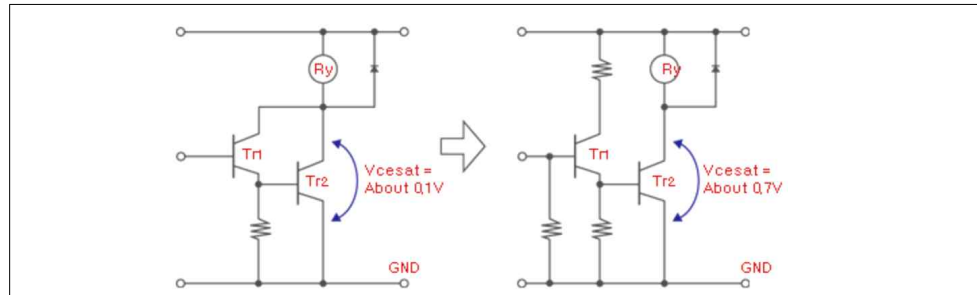 Ry
Tr1
Tr2
Vcesat =
About 0.1V
GND
Ry
Tr1
Tr2
Vcesat =
About 0.7V
GND